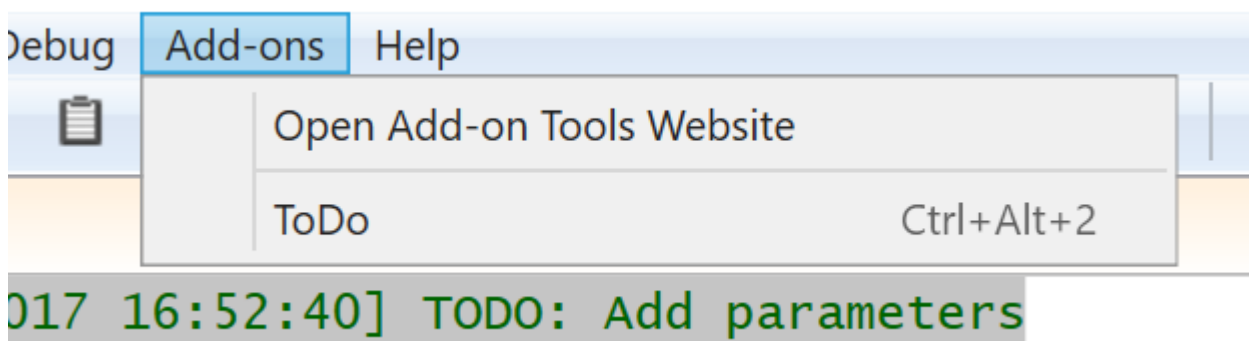 Debug Add-ons Help
Open Add-on Tools Website
ToDo Ctrl+Alt+2
017 16:52:40] TODO: Add parameters